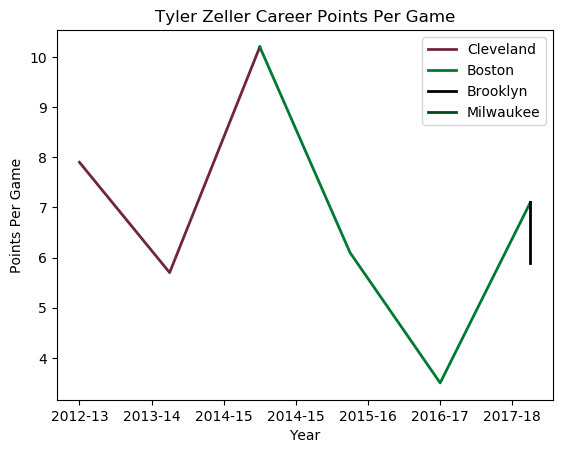 Tyler Zeller Career Points Per Game
Cleveland
Boston
Brooklyn
Milwaukee
Points Per Game
10
9
8
7
6
5
4
2012-13 2013-14 2014-15 2014-15 2015-16 2016-17 2017-18
Year